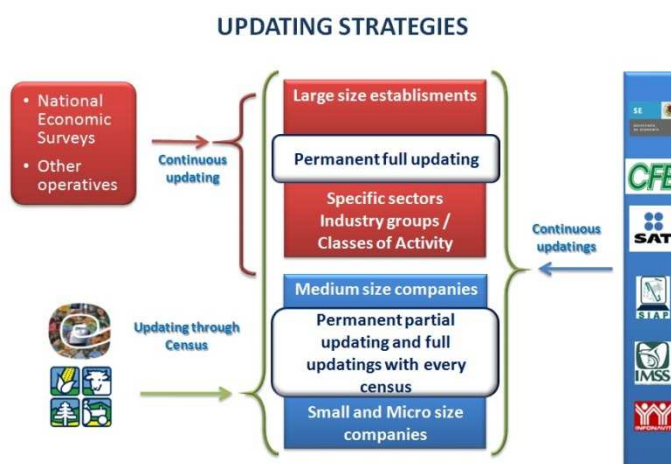 UPDATING STRATEGIES
• National
Economic
Surveys
• Other
operatives
Continuous
updating
Large size establisments
Permanent full updating
Specific sectors
Industry groups /
Classes of Activity
Medium size companies
Permanent partial
updating and full
updatings with every
census
Small and Micro size
companies
Updating through
Census
Continuous
updatings
SE
CFE
SAT
SIAP
IMSS
INFONAVIT